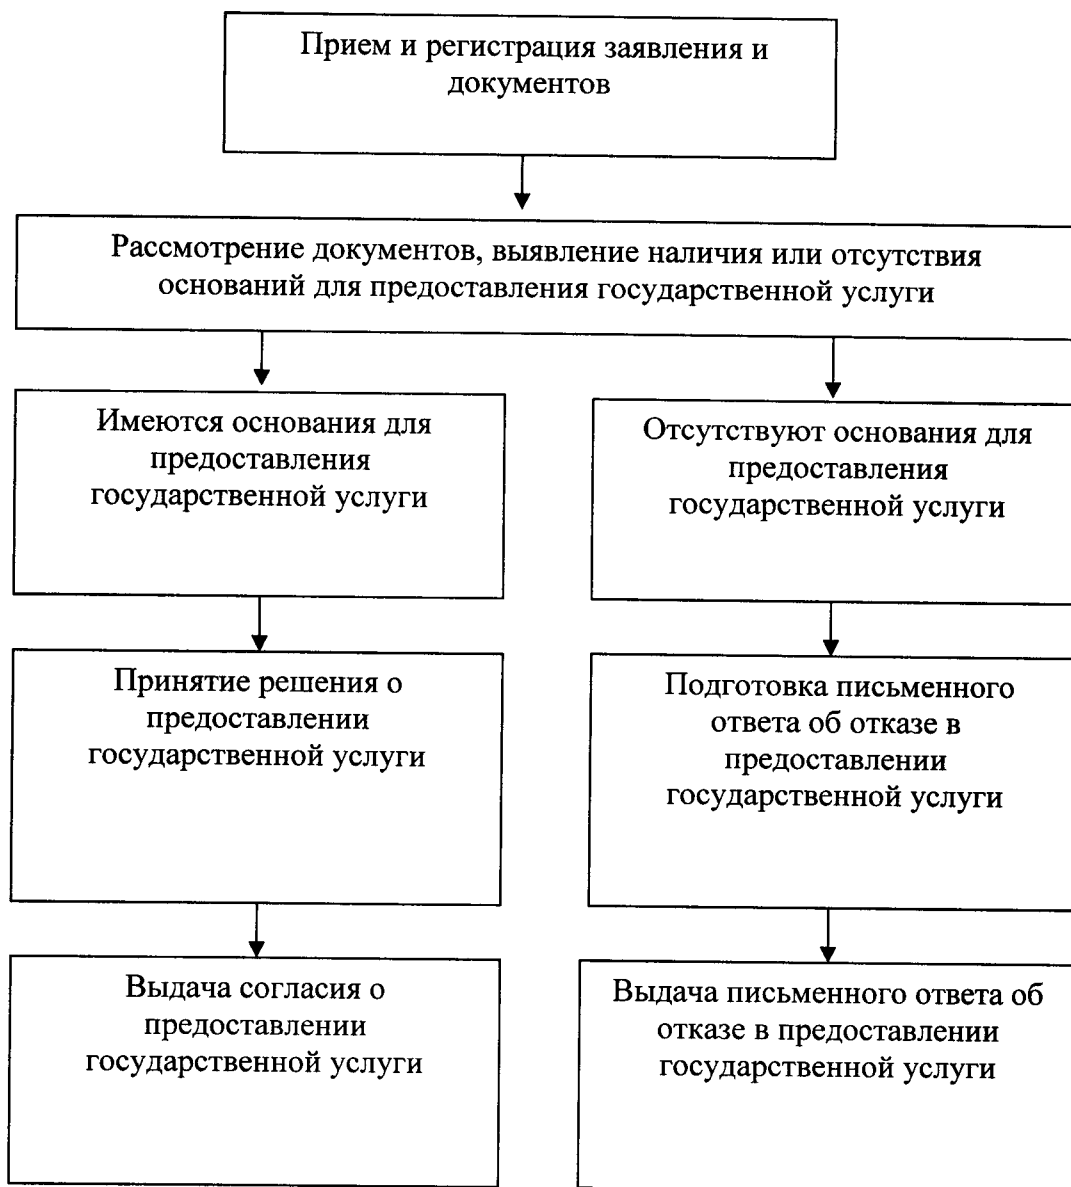 Прием и регистрация заявления и
документов
Рассмотрение документов, выявление наличия или отсутствия
оснований для предоставления государственной услуги
Имеются основания для
предоставления
государственной услуги
Отсутствуют основания для
предоставления
государственной услуги
Принятие решения о
предоставлении
государственной услуги
Подготовка письменного
ответа об отказе в
предоставлении
государственной услуги
Выдача согласия о
предоставлении
государственной услуги
Выдача письменного ответа об
отказе в предоставлении
государственной услуги